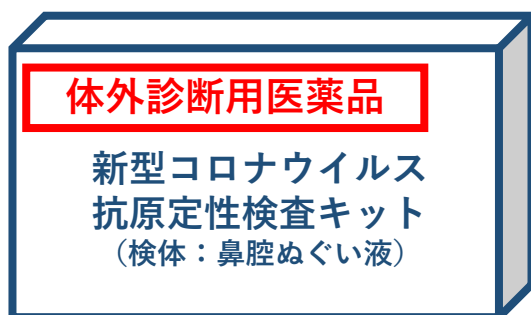 体外診断用医薬品
新型コロナウイルス
抗原定性検査キット
（検体：鼻腔ぬぐい液）